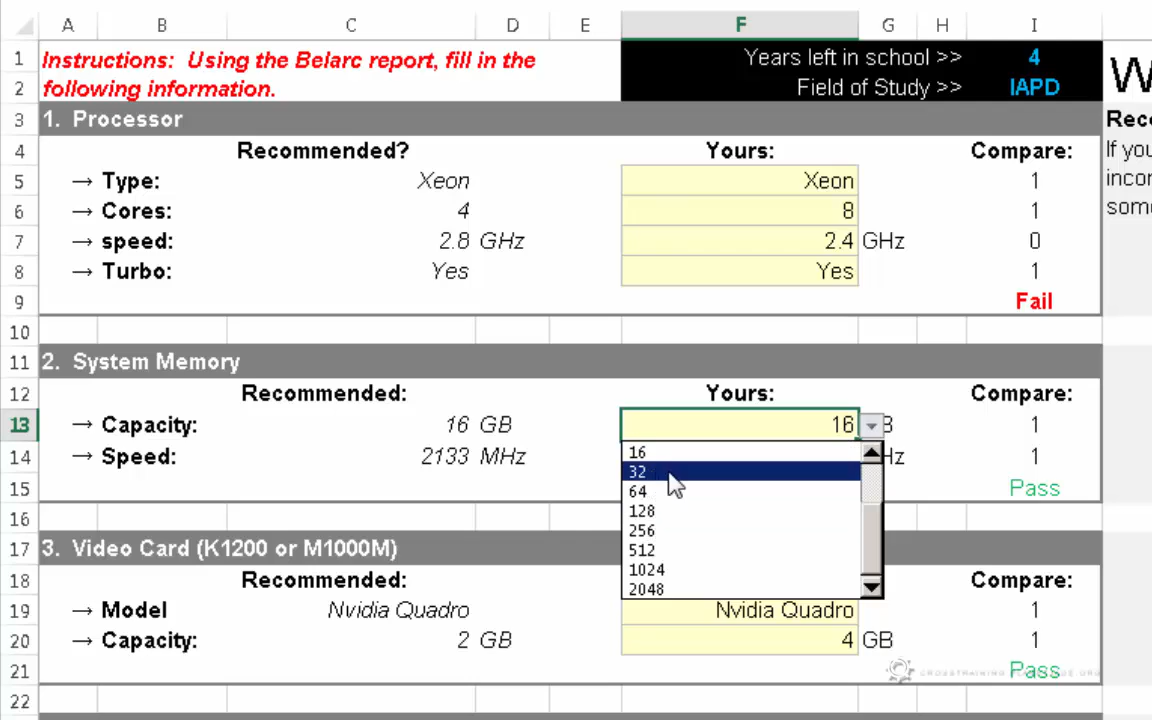 A B C D E F G H I
1 Years left in school >> 4
Instructions: Using the Belarc report, fill in the
2 following information. Field of Study >> IAPD
3 1. Processor
4 Recommended? Yours: Compare:
5 → Type: Xeon Xeon 1
6 → Cores: 4 8 1
7 → speed: 2.8 GHz 2.4 GHz 0
8 → Turbo: Yes Yes 1
9 Fail
10
11 2. System Memory
12 Recommended: Yours: Compare:
13 → Capacity: 16 GB 16 1
14 → Speed: 2133 MHz 1
15 Pass
16
32
64
128
256
512
1024
2048
16
17 3. Video Card (K1200 or M1000M)
18 Recommended: Compare:
19 → Model Nvidia Quadro Nvidia Quadro 1
20 → Capacity: 2 GB 4 GB 1
21 Pass
22
If you